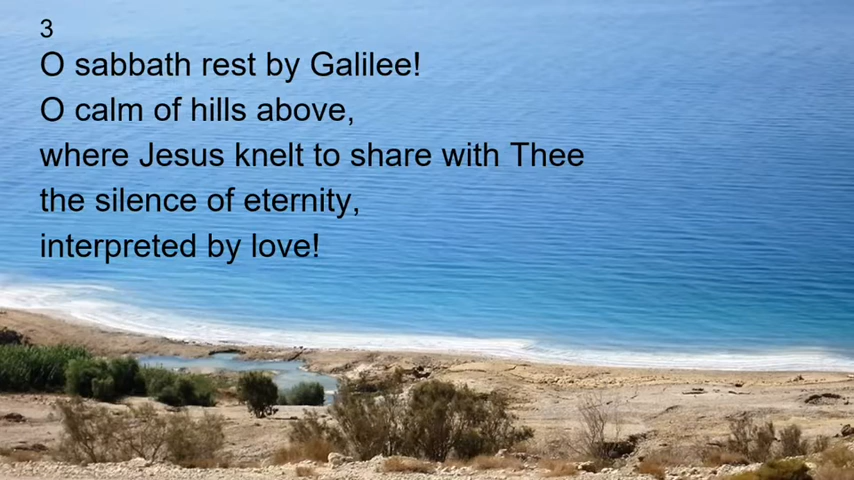 3
O sabbath rest by Galilee!
O calm of hills above,
where Jesus knelt to share with Thee
the silence of eternity,
interpreted by love!